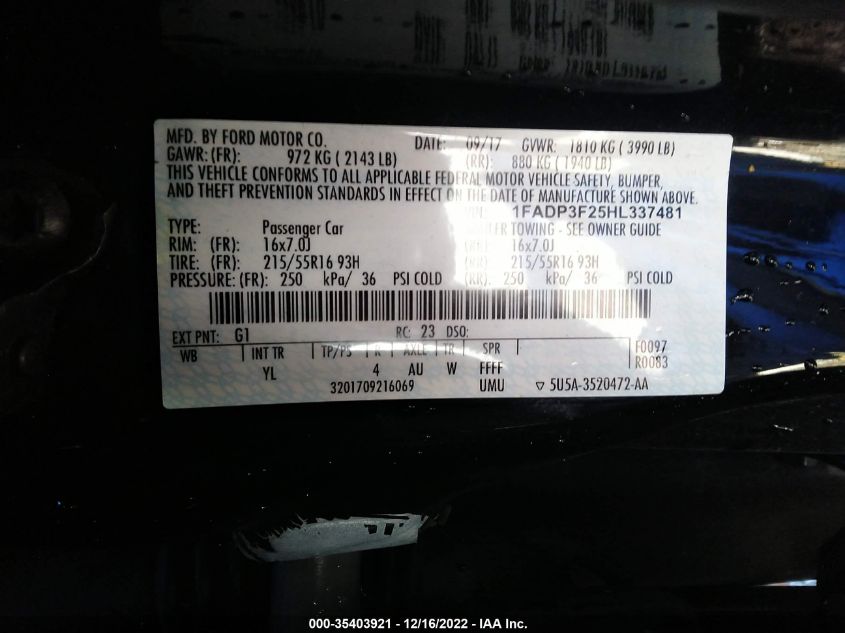 MFD. BY FORD MOTOR CO. DATE: 09/17 GVWR: 1810 KG ( 3990 LB)
GAWR: (FR): 972 KG ( 2143 LB) (RR): 880 KG ( 1940 LB)
THIS VEHICLE CONFORMS TO ALL APPLICABLE FEDERAL MOTOR VEHICLE SAFETY, BUMPER,
AND THEFT PREVENTION STANDARDS IN EFFECT ON THE DATE OF MANUFACTURE SHOWN ABOVE.
1FADP3F25HL337481
TYPE: Passenger Car TOWING - SEE OWNER GUIDE
RIM: (FR): 16x7.0J 16x7.0J
TIRE: (FR): 215/55R16 93H (RR): 215/55R16 93H
PRESSURE: (FR): 250 kPa/ 36 PSI COLD (RR): 250 kPa/ 36 PSI COLD
EXT PNT: G1 RC: 23 DSO: F0097
WB INT TR TP/PS R AXLE TR SPR R0083
YL 4 AU W FFFF
3201709216069 UMU ▽ 5U5A-3520472-AA
000-35403921 - 12/16/2022 - IAA Inc.